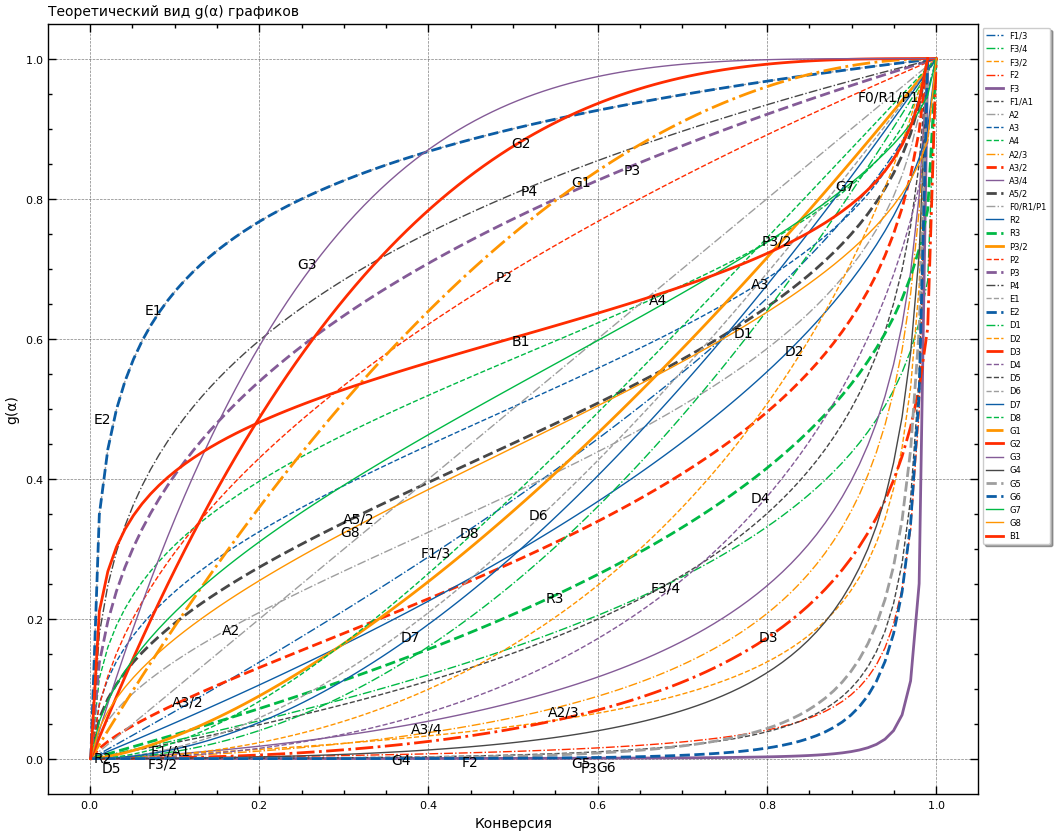 Теоретический вид g(α) графиков
g(α)
1.0
0.8
0.6
0.4
0.2
0.0
0.0
0.2
0.4
0.6
0.8
1.0
Конверсия
F0/R1/P1
G2
P3
G1
P4
G7
P3/2
G3
P2
A3
A4
E1
D1
B1
D2
E2
D4
D6
A5/2
G8
D8
F1/3
F3/4
R3
A2
D7
D3
A3/2
A2/3
A3/4
F1/A1
R2
D5
F3/2
G4
F2
G5
F3
G6
F1/3
F3/4
F3/2
F2
F3
F1/A1
A2
A3
A4
A2/3
A3/2
A3/4
A5/2
F0/R1/P1
R2
R3
P3/2
P2
P3
P4
E1
E2
D1
D2
D3
D4
D5
D6
D7
D8
G1
G2
G3
G4
G5
G6
G7
G8
B1